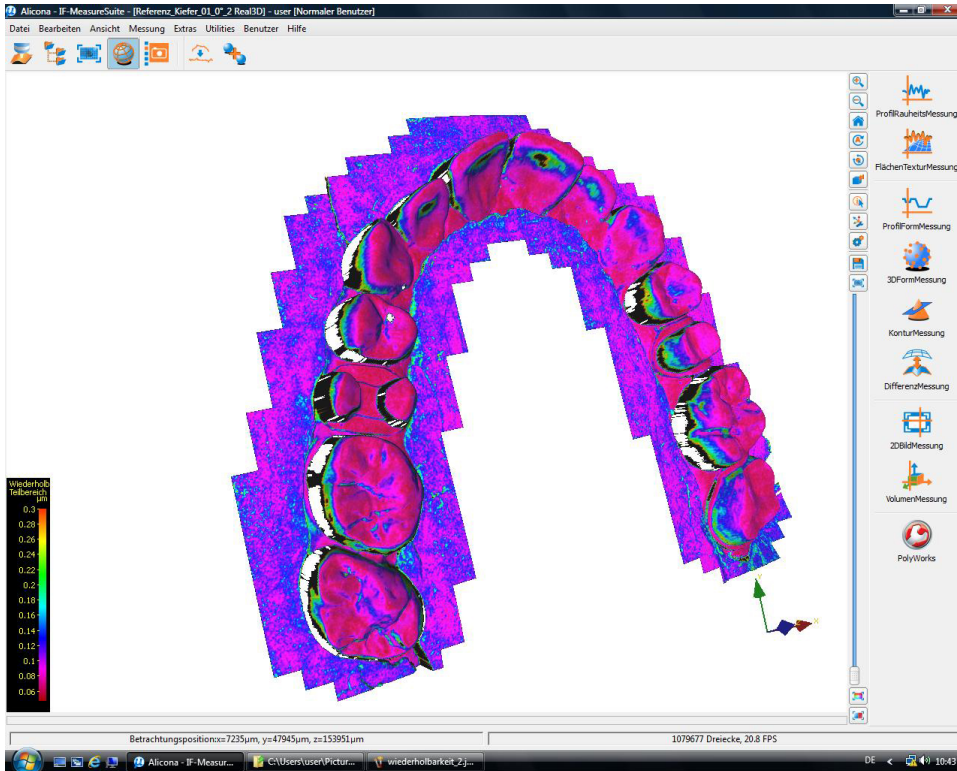 Alicona - IF-MeasureSuite - [Referenz_Kiefer_01_0°_2 Real3D] - user [Normaler Benutzer]
Datei Bearbeiten Ansicht Messung Extras Utilities Benutzer Hilfe
ProfilRauheitsMessung
FlächenTexturMessung
ProfilFormMessung
3DFormMessung
KonturMessung
DifferenzMessung
2DBildMessung
VolumenMessung
PolyWorks
Wiederholb
Teilbereich
µm
0.3
0.28
0.26
0.24
0.22
0.2
0.18
0.16
0.14
0.12
0.1
0.08
0.06
Y
X
Betrachtungsposition:x=7235µm, y=47945µm, z=153951µm
1079677 Dreiecke, 20.8 FPS
Alicona - IF-Measur...
C:\Users\user\Pictur...
wiederholbarkeit_2.j...
DE
10:43